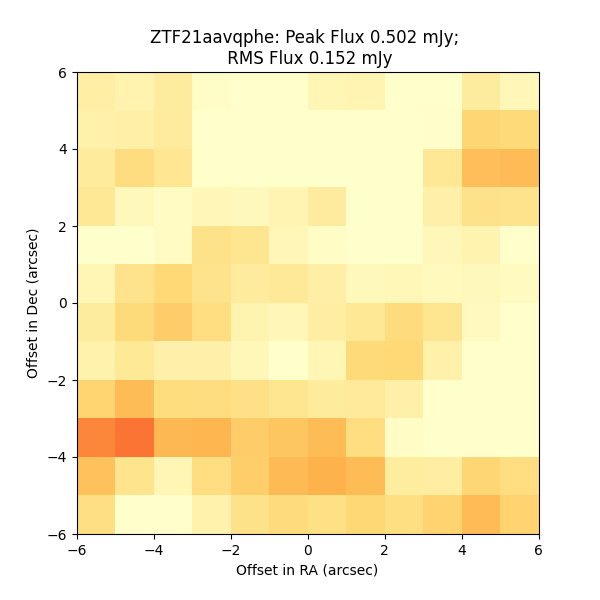 ZTF21aavqphe: Peak Flux 0.502 mJy;
RMS Flux 0.152 mJy
6
4
2
0
−2
−4
−6
Offset in Dec (arcsec)
−6 −4 −2 0 2 4 6
Offset in RA (arcsec)